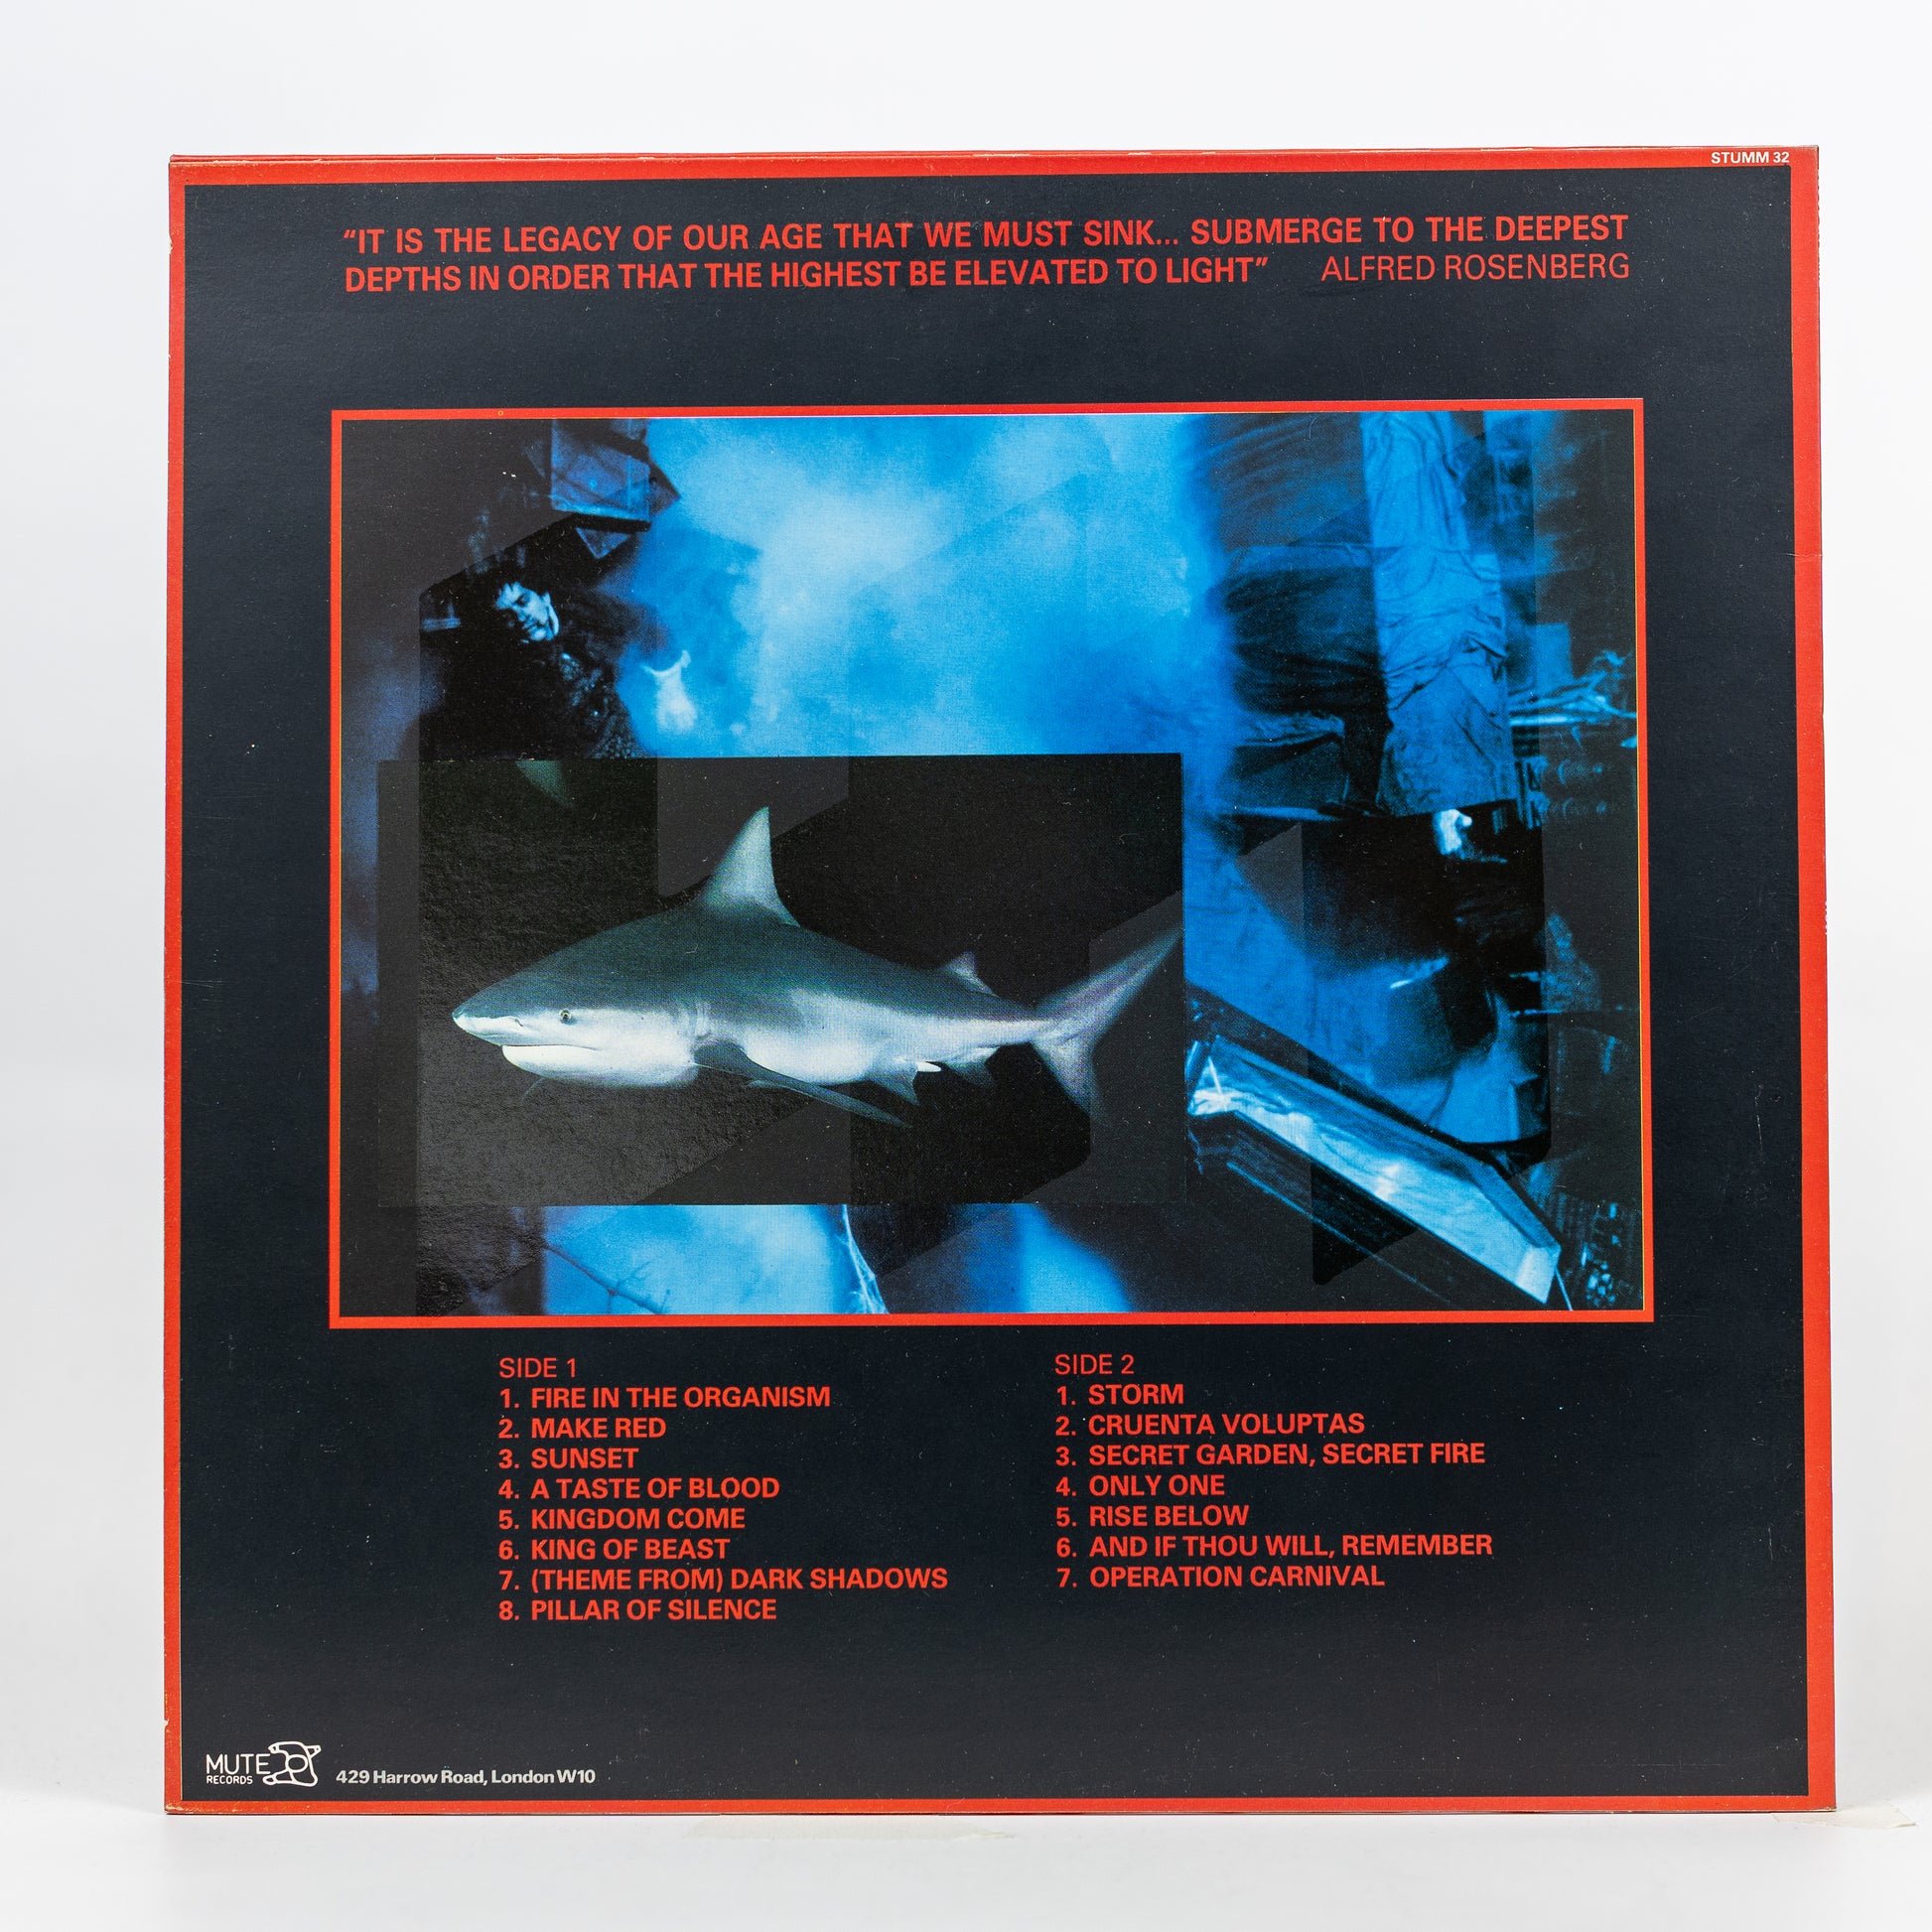 STUMM 32
“IT IS THE LEGACY OF OUR AGE THAT WE MUST SINK... SUBMERGE TO THE DEEPEST
DEPTHS IN ORDER THAT THE HIGHEST BE ELEVATED TO LIGHT” ALFRED ROSENBERG
SIDE 1
1. FIRE IN THE ORGANISM
2. MAKE RED
3. SUNSET
4. A TASTE OF BLOOD
5. KINGDOM COME
6. KING OF BEAST
7. (THEME FROM) DARK SHADOWS
8. PILLAR OF SILENCE
SIDE 2
1. STORM
2. CRUENTA VOLUPTAS
3. SECRET GARDEN, SECRET FIRE
4. ONLY ONE
5. RISE BELOW
6. AND IF THOU WILL, REMEMBER
7. OPERATION CARNIVAL
MUTE
RECORDS
429 Harrow Road, London W10